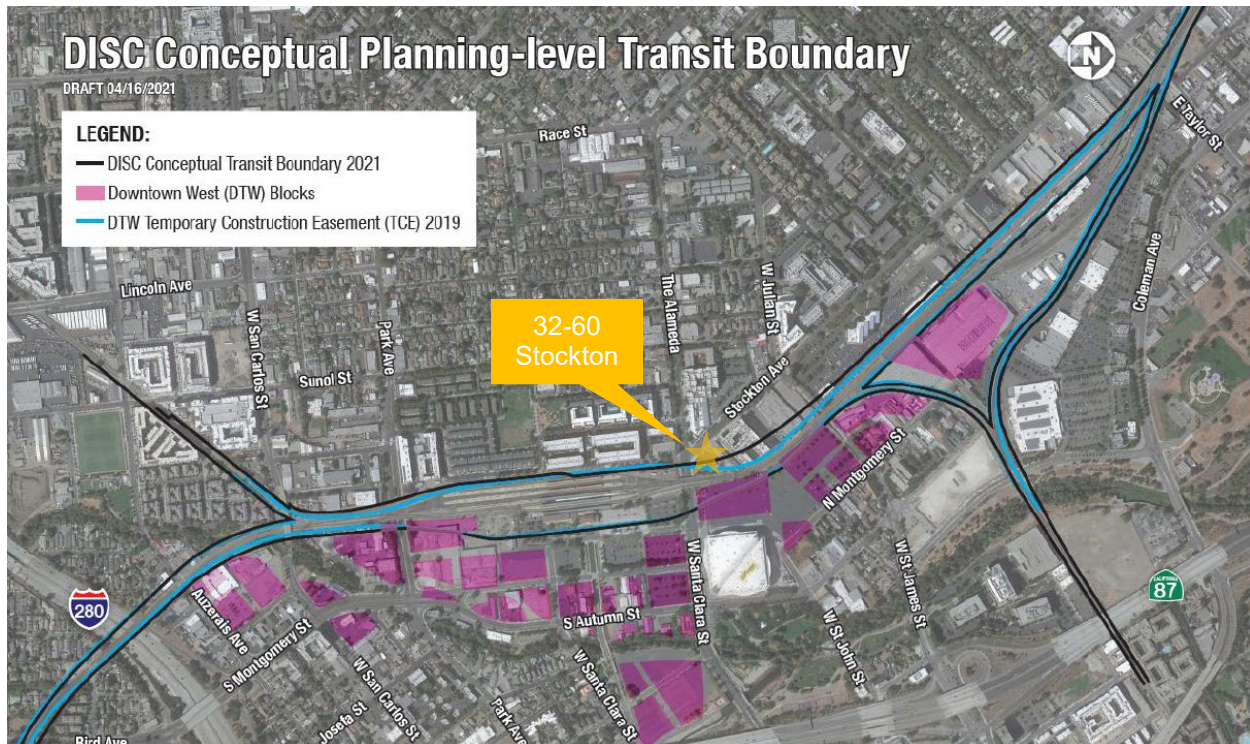 DISC Conceptual Planning-level Transit Boundary
DRAFT 04/16/2021
N
LEGEND:
DISC Conceptual Transit Boundary 2021
Downtown West (DTW) Blocks
DTW Temporary Construction Easement (TCE) 2019
Race St
E Taylor St
Lincoln Ave
W San Carlos St
Park Ave
Sunol St
The Alameda
W Julian St
Coleman Ave
32-60
Stockton
Stockton Ave
N Montgomery St
280
Auzerais Ave
S Montgomery St
W San Carlos St
Josefa St
Bird Ave
S Autumn St
W Santa Clara St
Park Ave
W Santa Clara St
W St John St
W St James St
CALIFORNIA
87